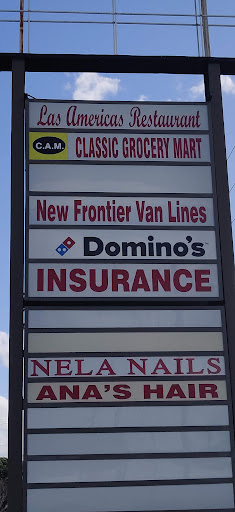 Las Americas Restaurant
C.A.M. CLASSIC GROCERY MART
New Frontier Van Lines
Domino's
INSURANCE
NELA NAILS
ANA'S HAIR